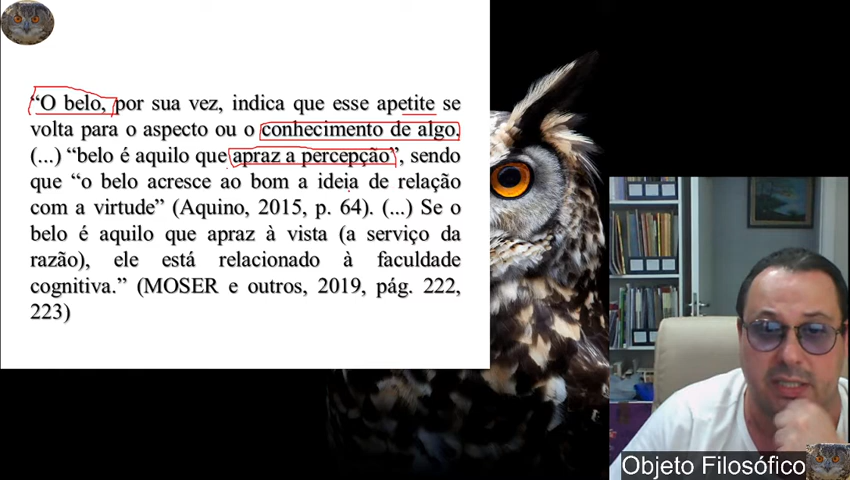 “O belo, por sua vez, indica que esse apetite se
volta para o aspecto ou o conhecimento de algo.
(...) “belo é aquilo que apraz a percepção”, sendo
que “o belo acresce ao bom a ideia de relação
com a virtude” (Aquino, 2015, p. 64). (...) Se o
belo é aquilo que apraz à vista (a serviço da
razão), ele está relacionado à faculdade
cognitiva.” (MOSER e outros, 2019, pág. 222,
223)
Objeto Filosófico